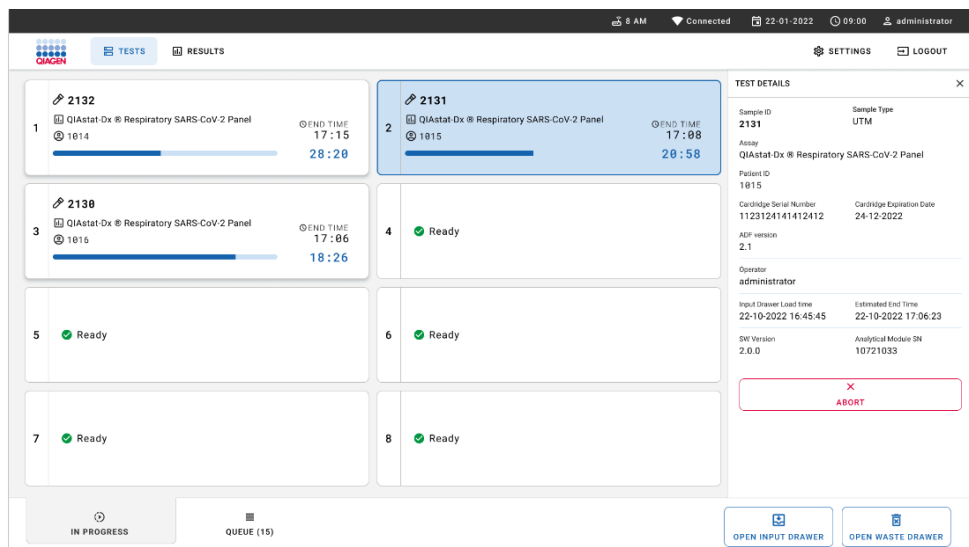 8 AM Connected 22-01-2022 09:00 administrator
QIAGEN TESTS RESULTS SETTINGS LOGOUT
1
2132
QIAstat-Dx ® Respiratory SARS-CoV-2 Panel
1014
END TIME
17:15
28:20
2
2131
QIAstat-Dx ® Respiratory SARS-CoV-2 Panel
1015
END TIME
17:08
20:58
3
2130
QIAstat-Dx ® Respiratory SARS-CoV-2 Panel
1016
END TIME
17:06
18:26
4 Ready
5 Ready
6 Ready
7 Ready
8 Ready
TEST DETAILS
Sample ID Sample Type
2131 UTM
Assay
QIAstat-Dx ® Respiratory SARS-CoV-2 Panel
Patient ID
1015
Cardridge Serial Number Cardridge Expiration Date
1123124141412412 24-12-2022
ADF version
2.1
Operator
administrator
Input Drawer Load time Estimated End Time
22-10-2022 16:45:45 22-10-2022 17:06:23
SW Version Analytical Module SN
2.0.0 10721033
ABORT
IN PROGRESS QUEUE (15) OPEN INPUT DRAWER OPEN WASTE DRAWER